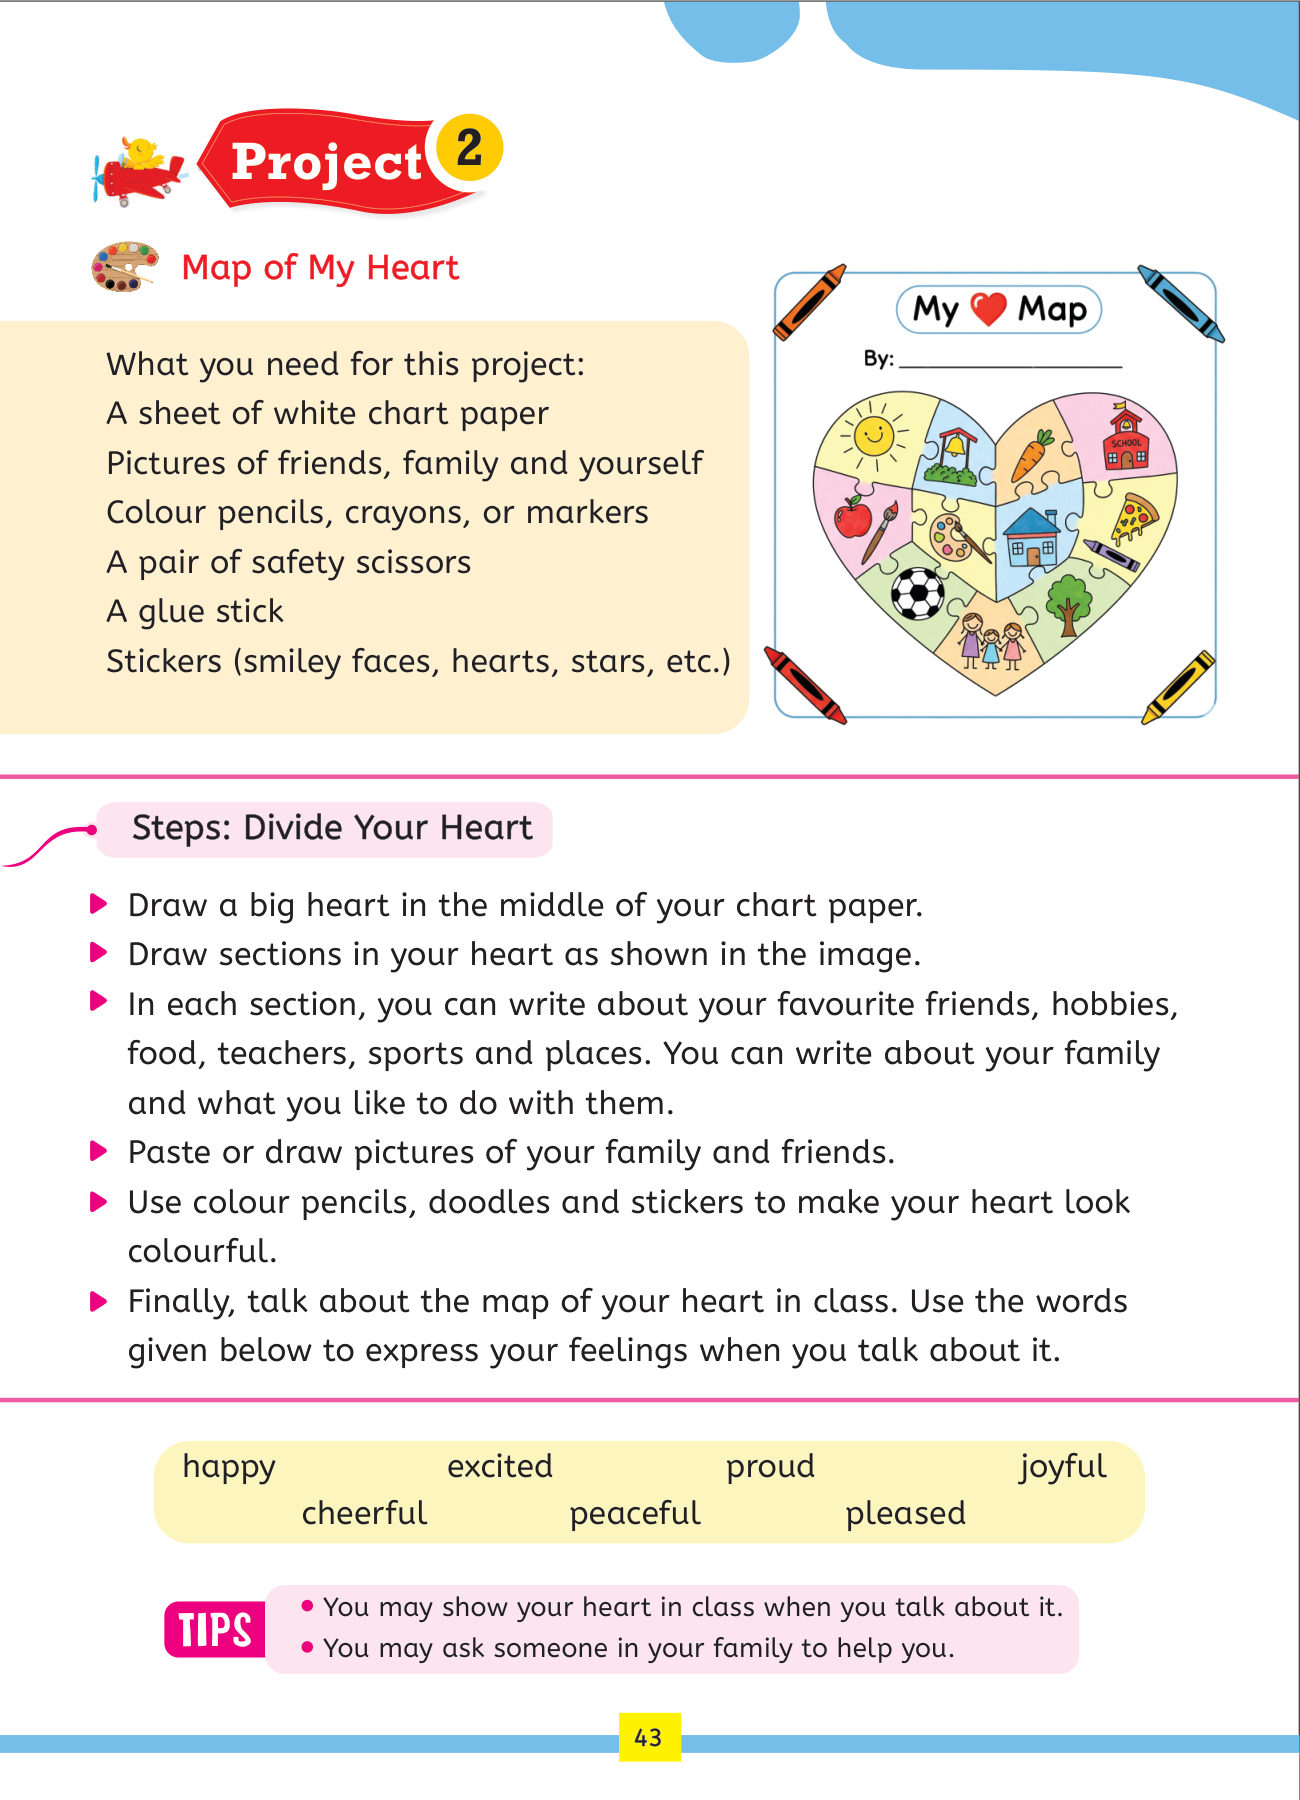 Project 2
Map of My Heart
My Map
By:
SCHOOL
What you need for this project:
A sheet of white chart paper
Pictures of friends, family and yourself
Colour pencils, crayons, or markers
A pair of safety scissors
A glue stick
Stickers (smiley faces, hearts, stars, etc.)
Steps: Divide Your Heart
Draw a big heart in the middle of your chart paper.
Draw sections in your heart as shown in the image.
In each section, you can write about your favourite friends, hobbies,
food, teachers, sports and places. You can write about your family
and what you like to do with them.
Paste or draw pictures of your family and friends.
Use colour pencils, doodles and stickers to make your heart look
colourful.
Finally, talk about the map of your heart in class. Use the words
given below to express your feelings when you talk about it.
happy excited proud joyful
cheerful peaceful pleased
TIPS
• You may show your heart in class when you talk about it.
• You may ask someone in your family to help you.
43